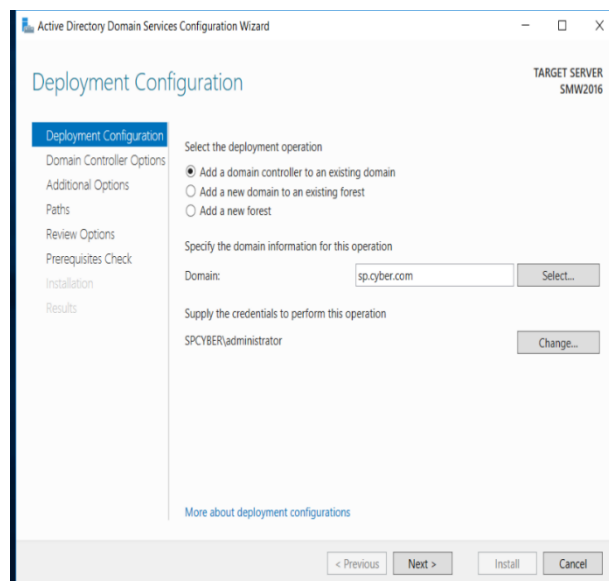 Active Directory Domain Services Configuration Wizard
Deployment Configuration
TARGET SERVER
SMW2016
Deployment Configuration
Domain Controller Options
Additional Options
Paths
Review Options
Prerequisites Check
Installation
Results
Select the deployment operation
Add a domain controller to an existing domain
Add a new domain to an existing forest
Add a new forest
Specify the domain information for this operation
Domain: sp.cyber.com Select...
Supply the credentials to perform this operation
SPCYBER\administrator Change...
More about deployment configurations
< Previous Next > Install Cancel